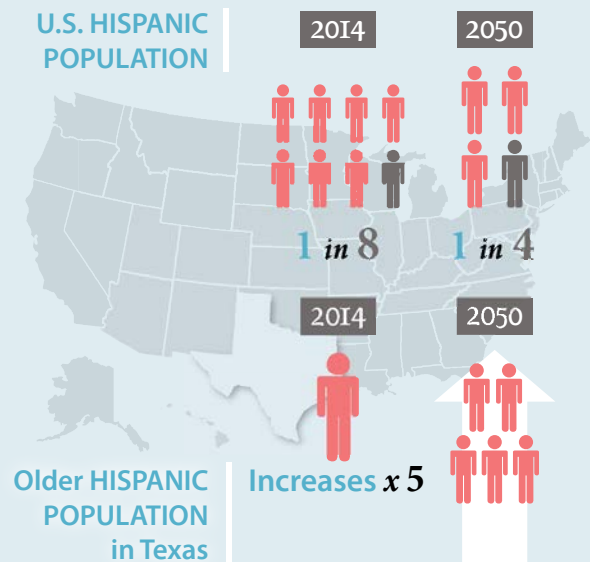 U.S. HISPANIC
POPULATION
2014
2050
1 in 8
1 in 4
2014
2050
Older HISPANIC
POPULATION
in Texas
Increases x 5